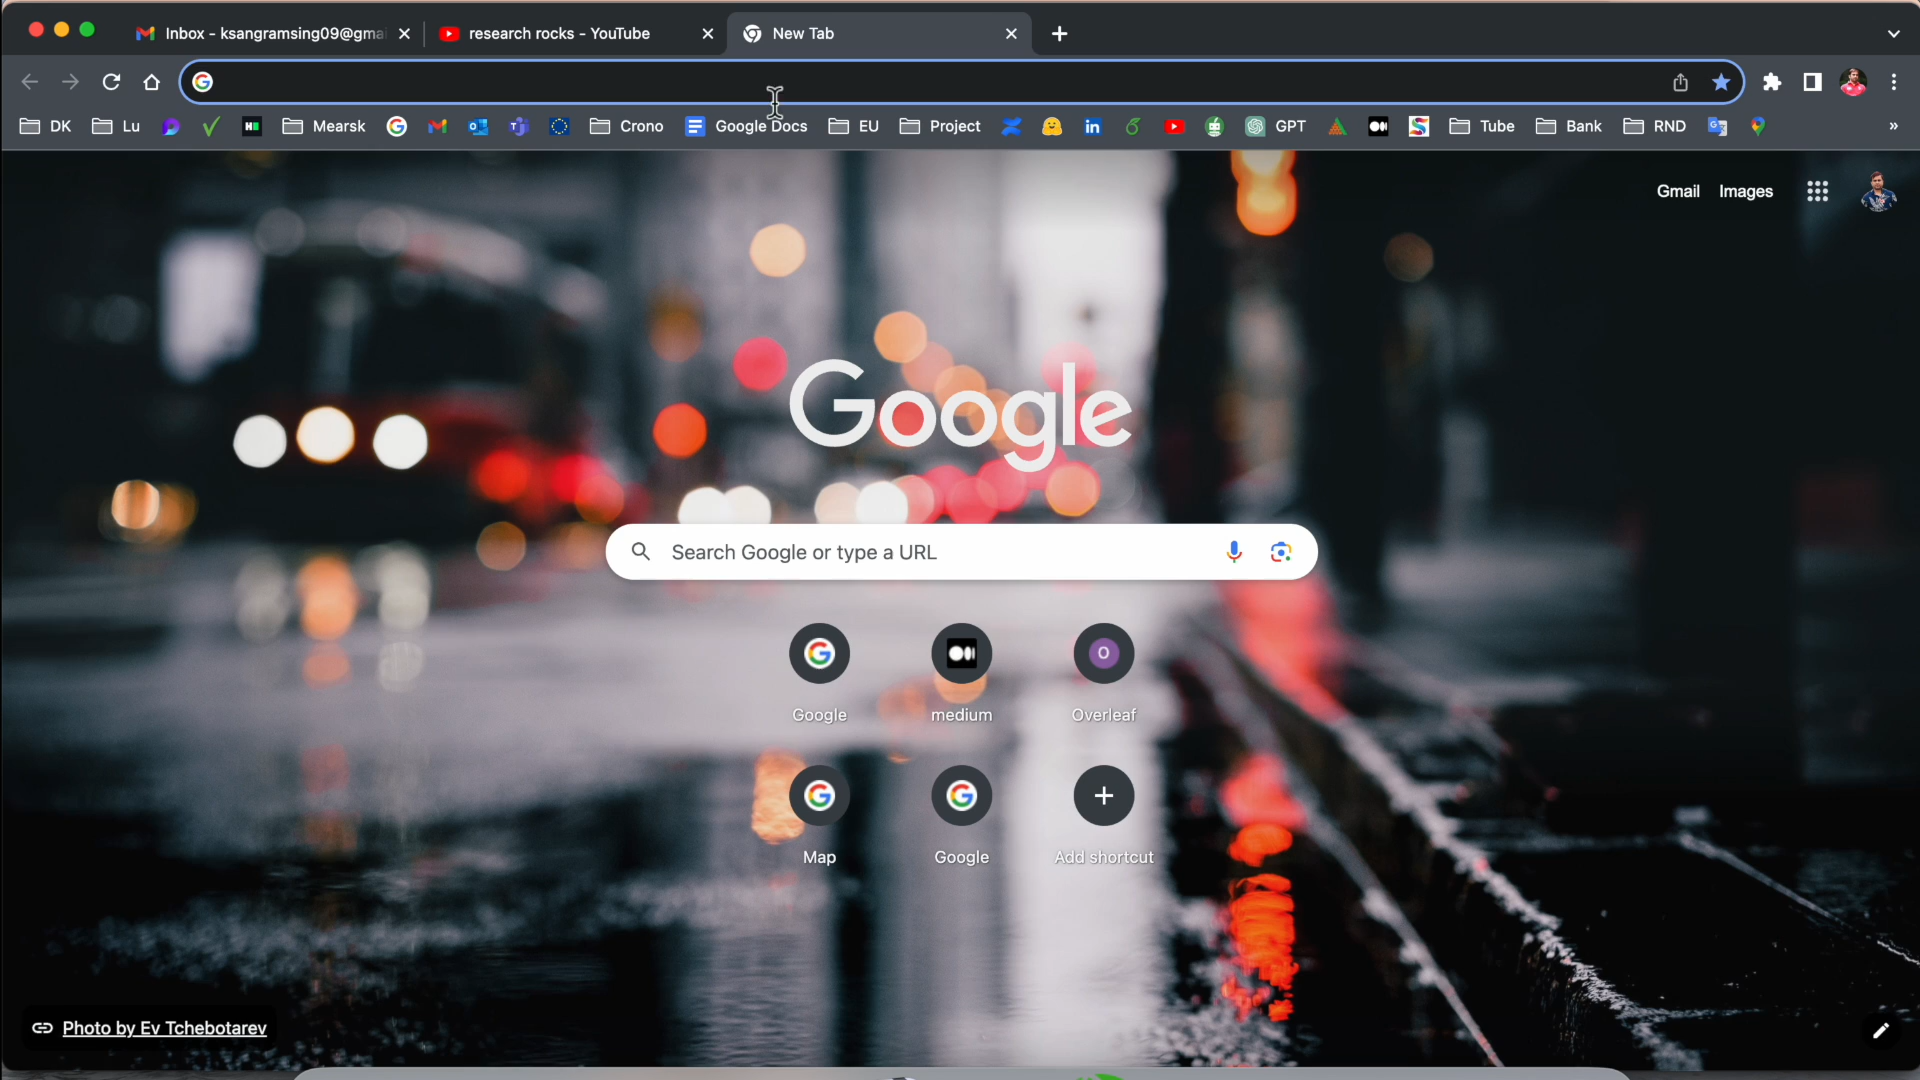 Inbox - ksangramsing09@gma
research rocks - YouTube
New Tab
DK
Lu
Mearsk
Crono
Google Docs
EU
Project
GPT
Tube
Bank
RND
»
Gmail
Images
Google
Search Google or type a URL
Google
medium
O
Overleaf
Map
Google
Add shortcut
Photo by Ev Tchebotarev